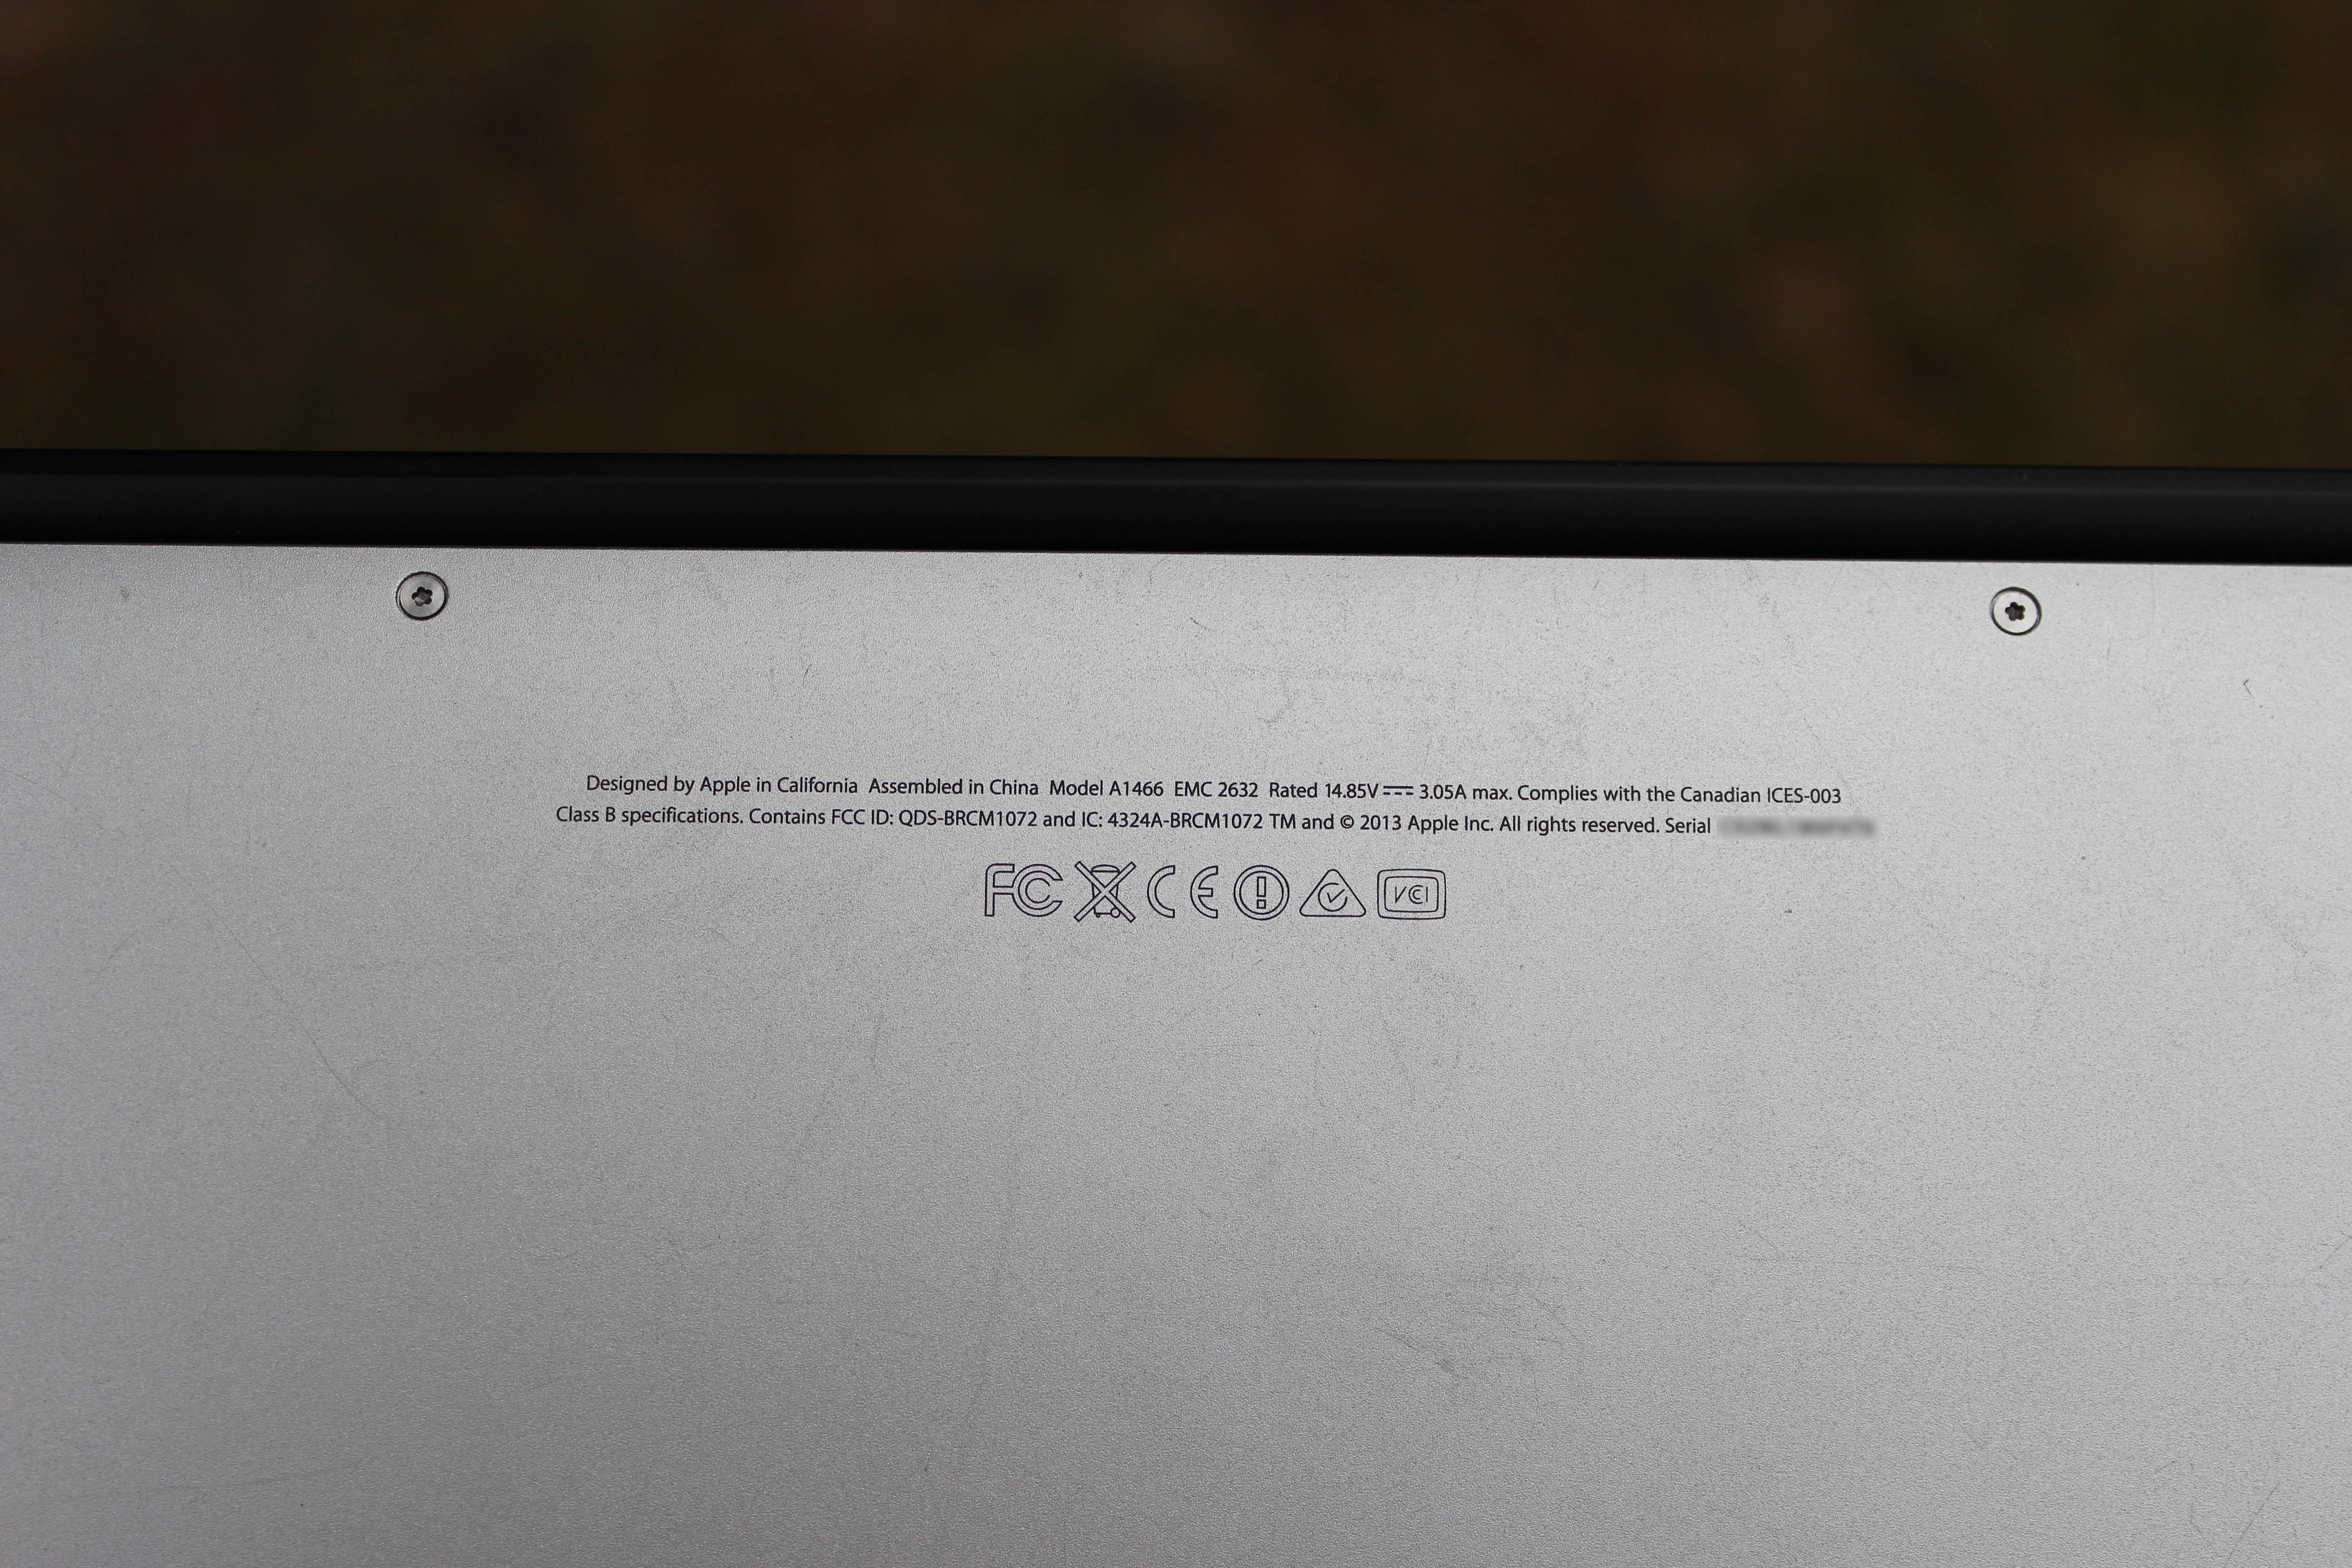 Designed by Apple in California Assembled in China Model A1466 EMC 2632 Rated 14.85V⎓3.05A max. Complies with the Canadian ICES-003
Class B specifications. Contains FCC ID: QDS-BRCM1072 and IC: 4324A-BRCM1072 TM and © 2013 Apple Inc. All rights reserved. Serial
FC CE VCCI